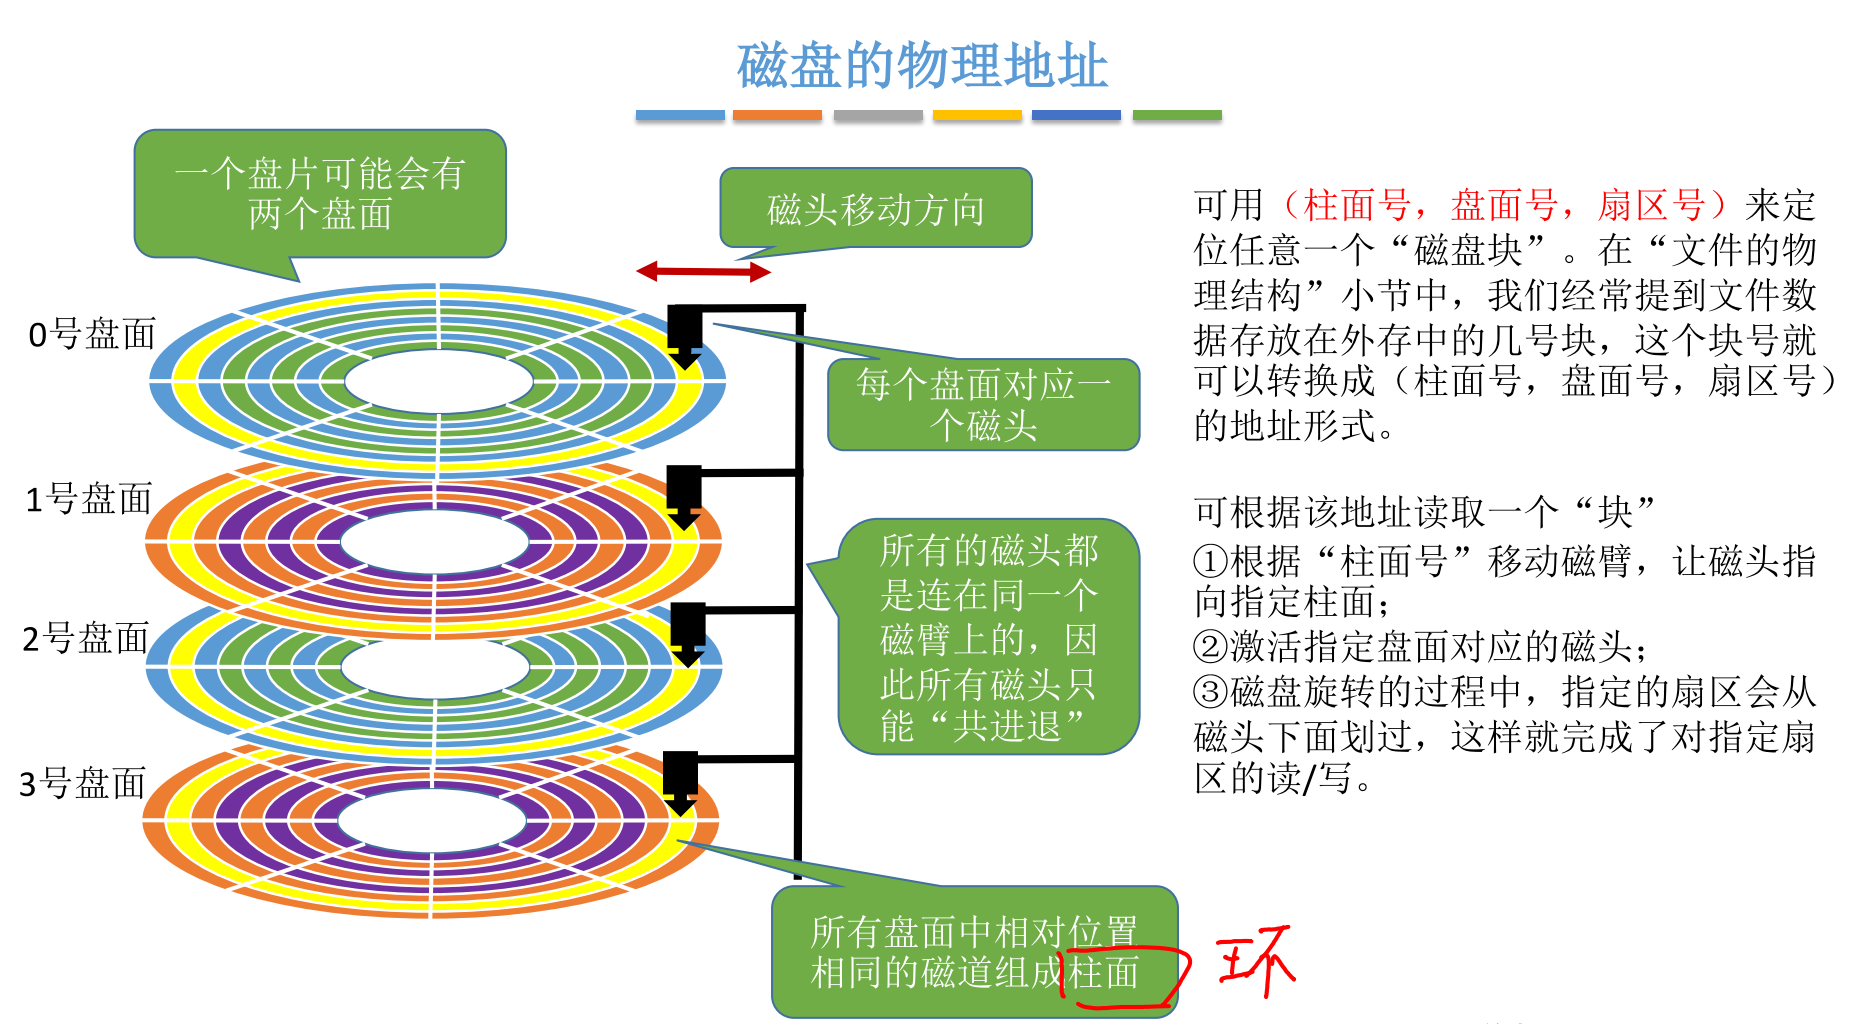 磁盘的物理地址
一个盘片可能会有
两个盘面
磁头移动方向
0号盘面
1号盘面
2号盘面
3号盘面
每个盘面对应一
个磁头
所有的磁头都
是连在同一个
磁臂上的，因
此所有磁头只
能“共进退”
所有盘面中相对位置
相同的磁道组成柱面
环
可用（柱面号，盘面号，扇区号）来定
位任意一个“磁盘块”。在“文件的物
理结构”小节中，我们经常提到文件数
据存放在外存中的几号块，这个块号就
可以转换成（柱面号，盘面号，扇区号）
的地址形式。
可根据该地址读取一个“块”
①根据“柱面号”移动磁臂，让磁头指
向指定柱面；
②激活指定盘面对应的磁头；
③磁盘旋转的过程中，指定的扇区会从
磁头下面划过，这样就完成了对指定扇
区的读/写。